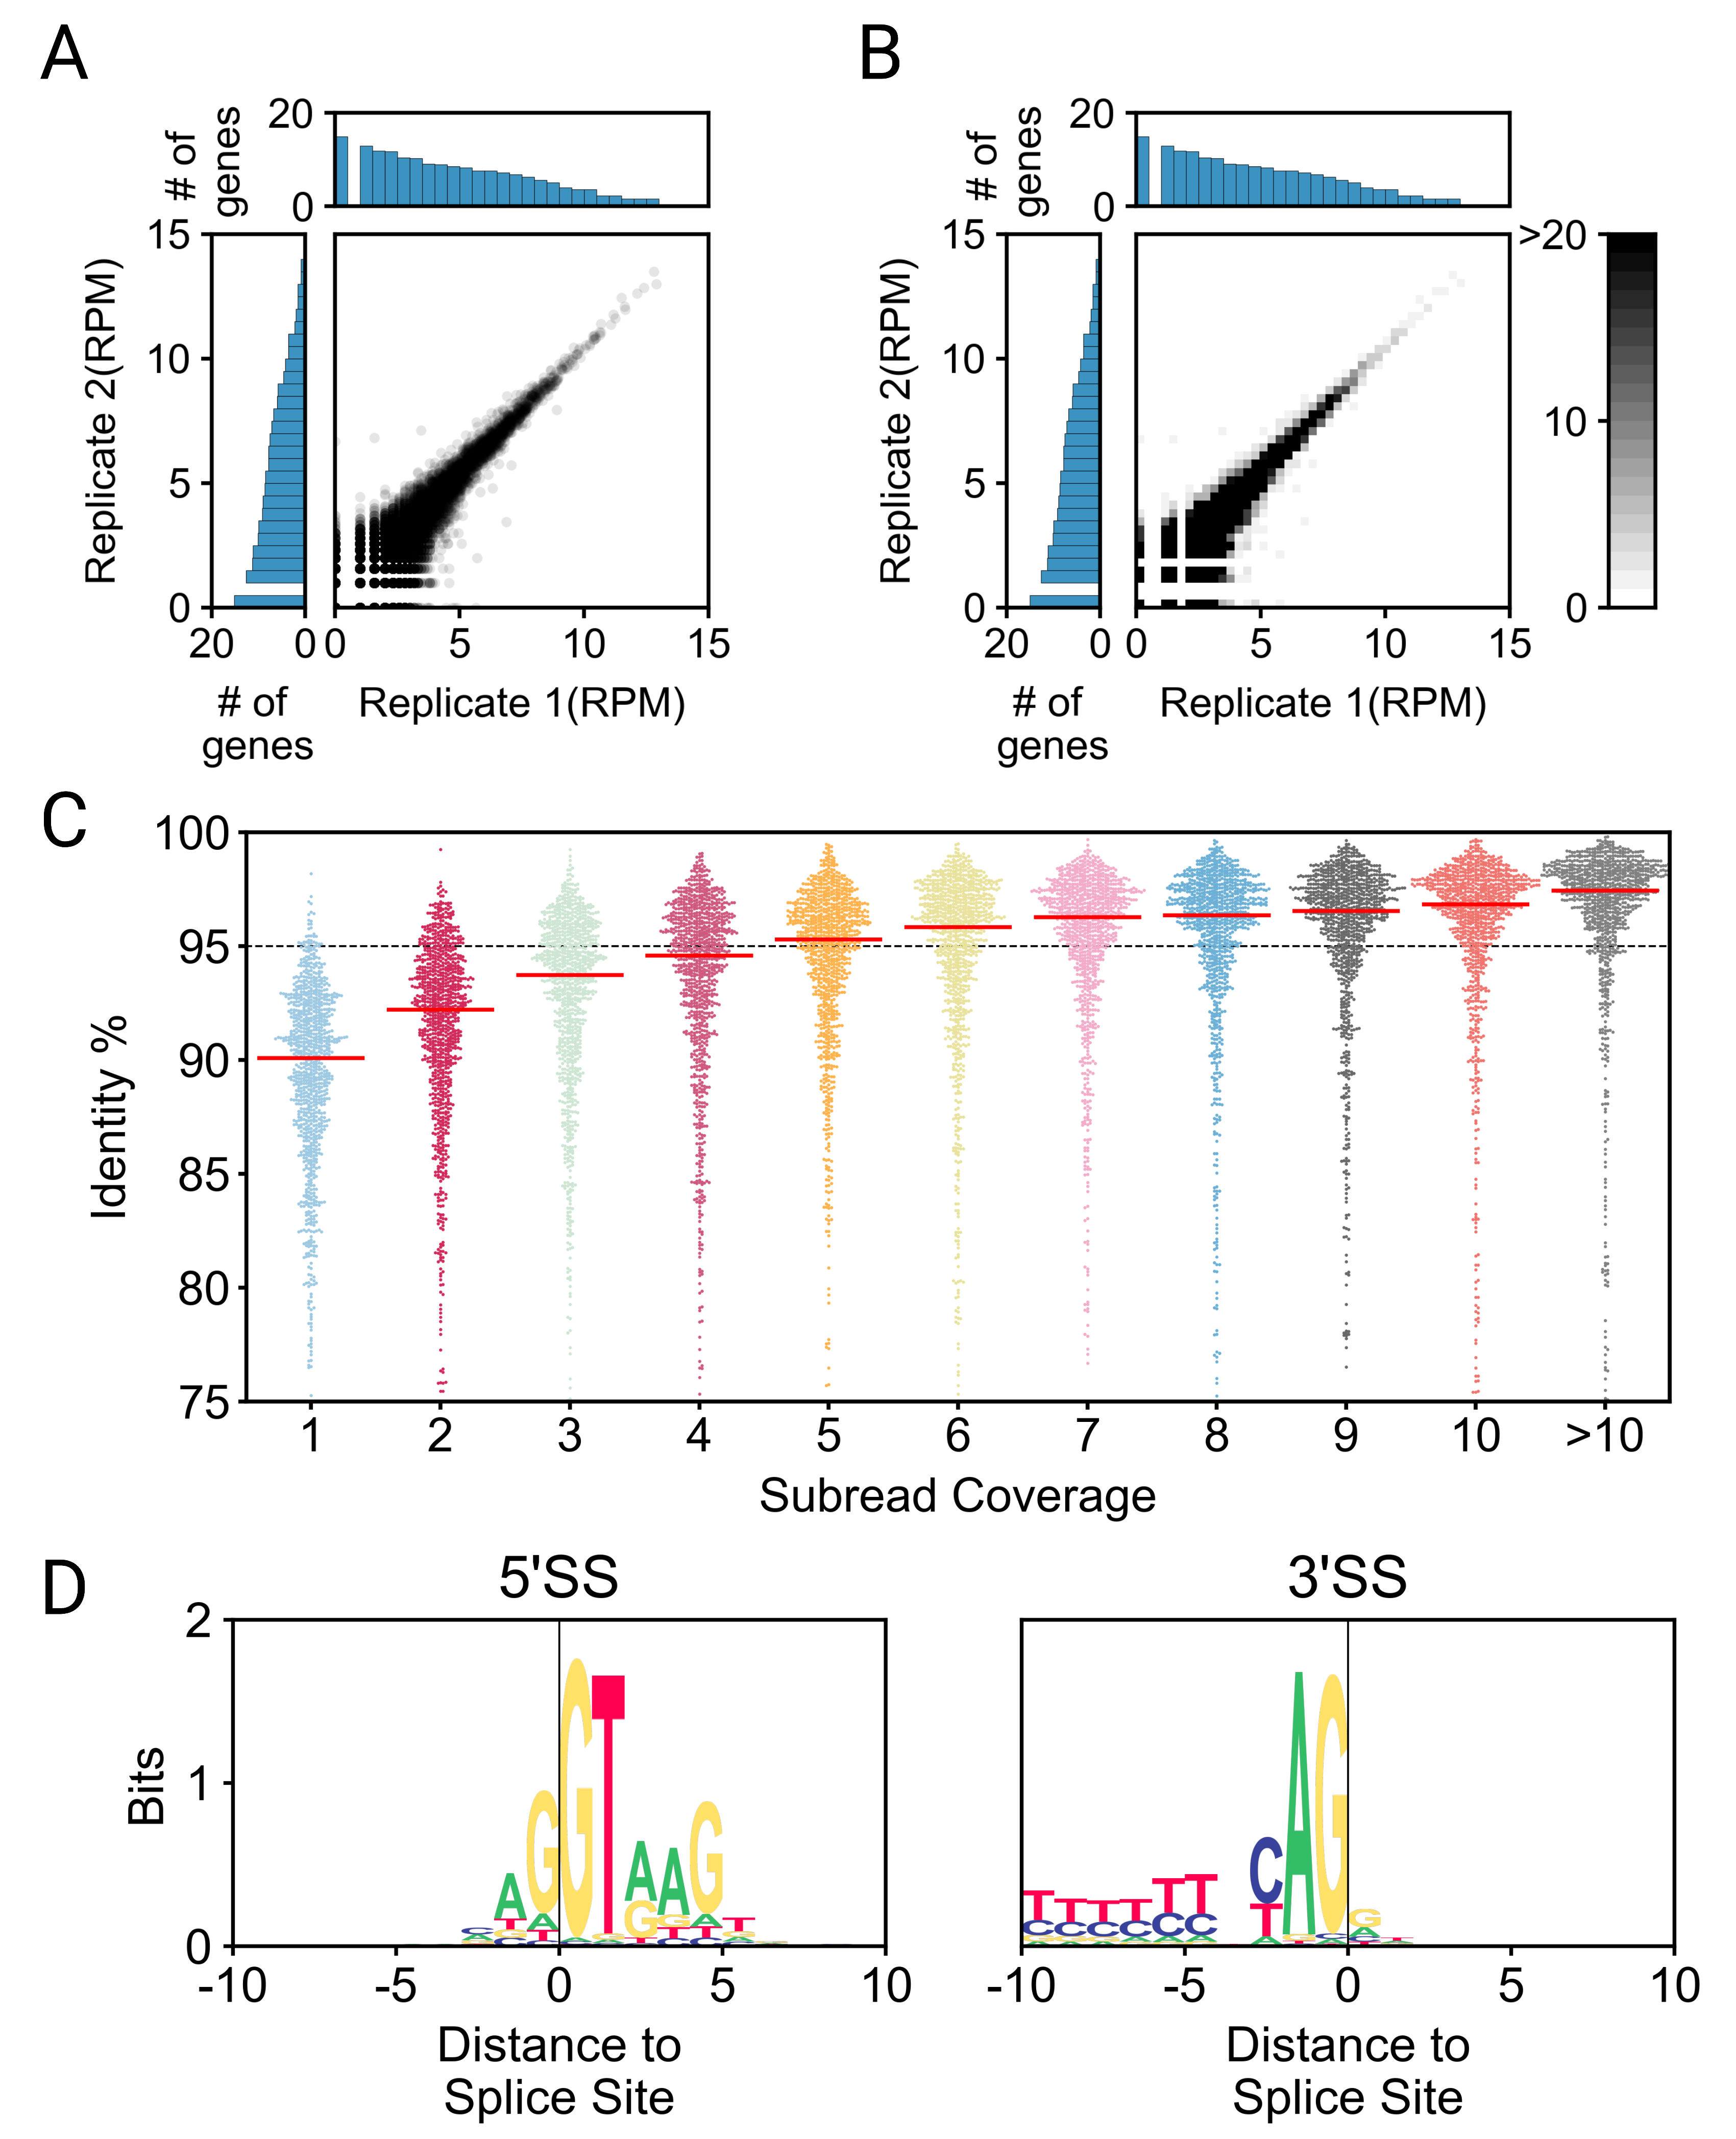 A
B
# of
genes
20
0
# of
genes
20
0
Replicate 2(RPM)
15
10
5
0
20
0
0
5
10
15
# of
genes
Replicate 1(RPM)
Replicate 2(RPM)
15
10
5
0
20
0
0
5
10
15
# of
genes
Replicate 1(RPM)
>20
10
0
C
Identity %
100
95
90
85
80
75
1 2 3 4 5 6 7 8 9 10 >10
Subread Coverage
D
5'SS
3'SS
Bits
2
1
0
-10 -5 0 5 10
Distance to
Splice Site
-10 -5 0 5 10
Distance to
Splice Site